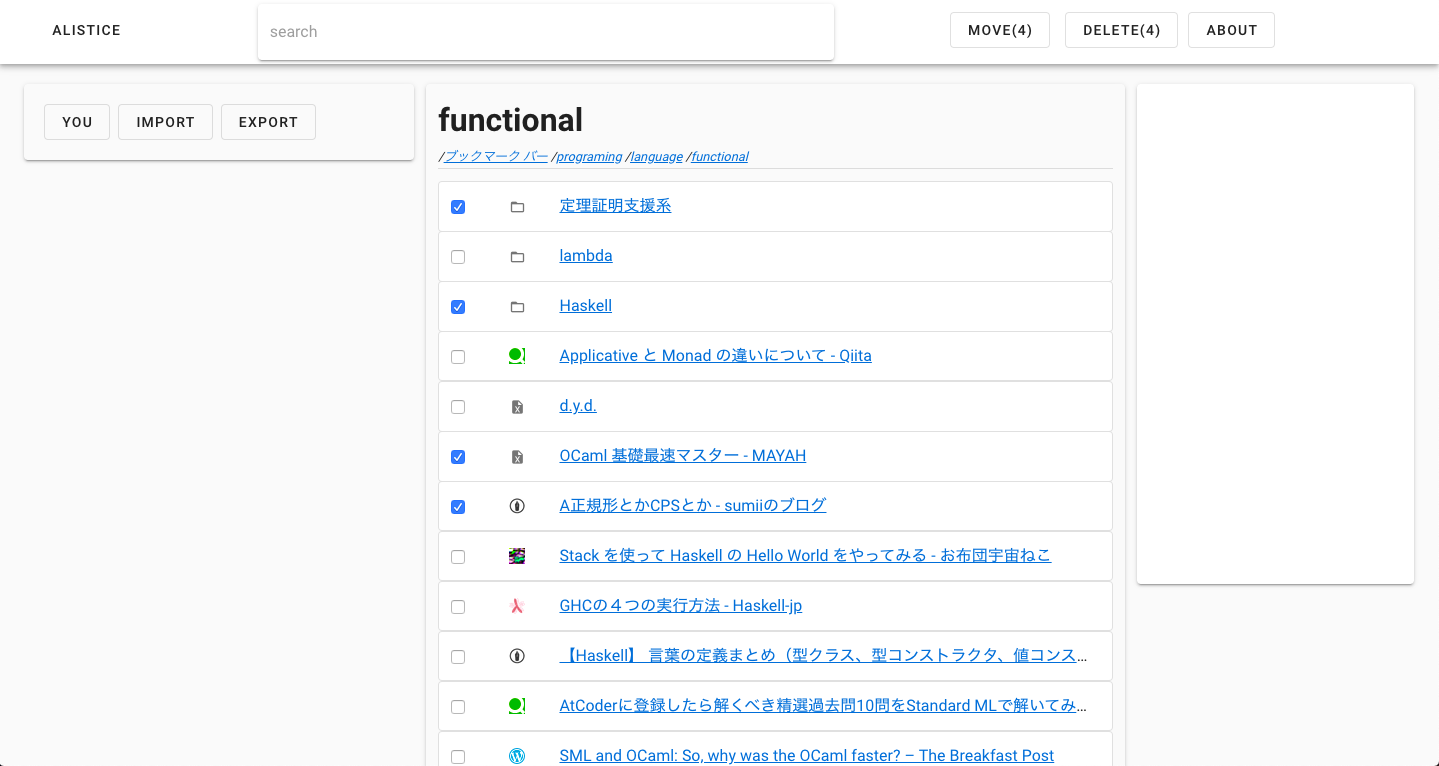 ALISTICE
search
MOVE(4)
DELETE(4)
ABOUT
YOU
IMPORT
EXPORT
functional
/ブックマーク バー /programing /language /functional
定理証明支援系
lambda
Haskell
Applicative と Monad の違いについて - Qiita
d.y.d.
OCaml 基礎最速マスター - MAYAH
A正規形とかCPSとか - sumiiのブログ
Stack を使って Haskell の Hello World をやってみる - お布団宇宙ねこ
GHCの４つの実行方法 - Haskell-jp
【Haskell】 言葉の定義まとめ（型クラス、型コンストラクタ、値コンス...
AtCoderに登録したら解くべき精選過去問10問をStandard MLで解いてみ...
SML and OCaml: So, why was the OCaml faster? – The Breakfast Post